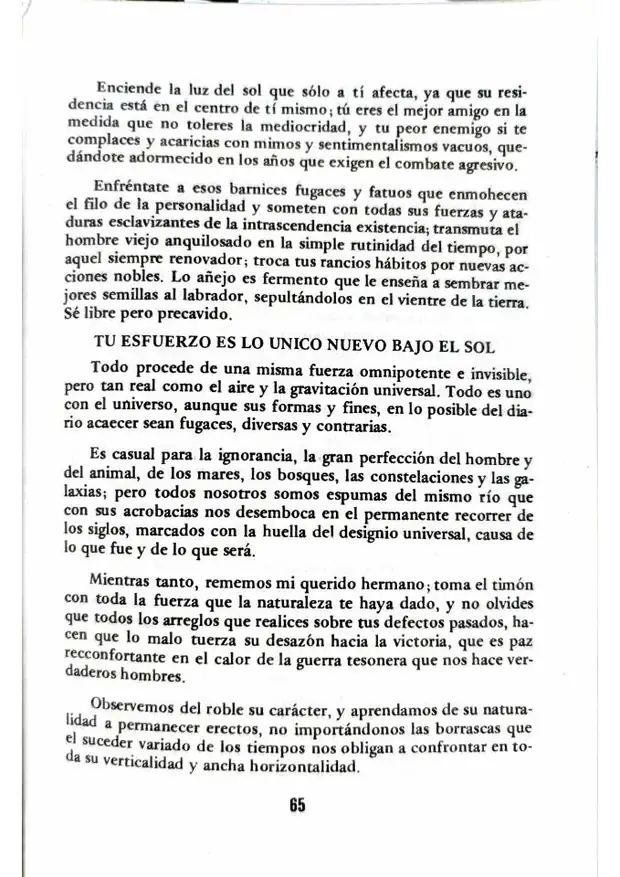 Enciende la luz del sol que sólo a tí afecta, ya que su resi-
dencia está en el centro de tí mismo; tú eres el mejor amigo en la
medida que no toleres la mediocridad, y tu peor enemigo si te
complaces y acaricias con mimos y sentimentalismos vacuos, que-
dándote adormecido en los años que exigen el combate agresivo.
Enfréntate a esos barnices fugaces y fatuos que enmohecen
el filo de la personalidad y someten con todas sus fuerzas y ata-
duras esclavizantes de la intrascendencia existencia; transmuta el
hombre viejo anquilosado en la simple rutinidad del tiempo, por
aquel siempre renovador; troca tus rancios hábitos por nuevas ac-
ciones nobles. Lo añejo es fermento que le enseña a sembrar me-
jores semillas al labrador, sepultándolos en el vientre de la tierra.
Sé libre pero precavido.
TU ESFUERZO ES LO UNICO NUEVO BAJO EL SOL
Todo procede de una misma fuerza omnipotente e invisible,
pero tan real como el aire y la gravitación universal. Todo es uno
con el universo, aunque sus formas y fines, en lo posible del dia-
rio acaecer sean fugaces, diversas y contrarias.
Es casual para la ignorancia, la gran perfección del hombre y
del animal, de los mares, los bosques, las constelaciones y las ga-
laxias; pero todos nosotros somos espumas del mismo río que
con sus acrobacias nos desemboca en el permanente recorrer de
los siglos, marcados con la huella del designio universal, causa de
lo que fue y de lo que será.
Mientras tanto, rememos mi querido hermano; toma el timón
con toda la fuerza que la naturaleza te haya dado, y no olvides
que todos los arreglos que realices sobre tus defectos pasados, ha-
cen que lo malo tuerza su desazón hacia la victoria, que es paz
recconfortante en el calor de la guerra tesonera que nos hace ver-
daderos hombres.
Observemos del roble su carácter, y aprendamos de su natura-
lidad a permanecer erectos, no importándonos las borrascas que
el suceder variado de los tiempos nos obligan a confrontar en to-
da su verticalidad y ancha horizontalidad.
65